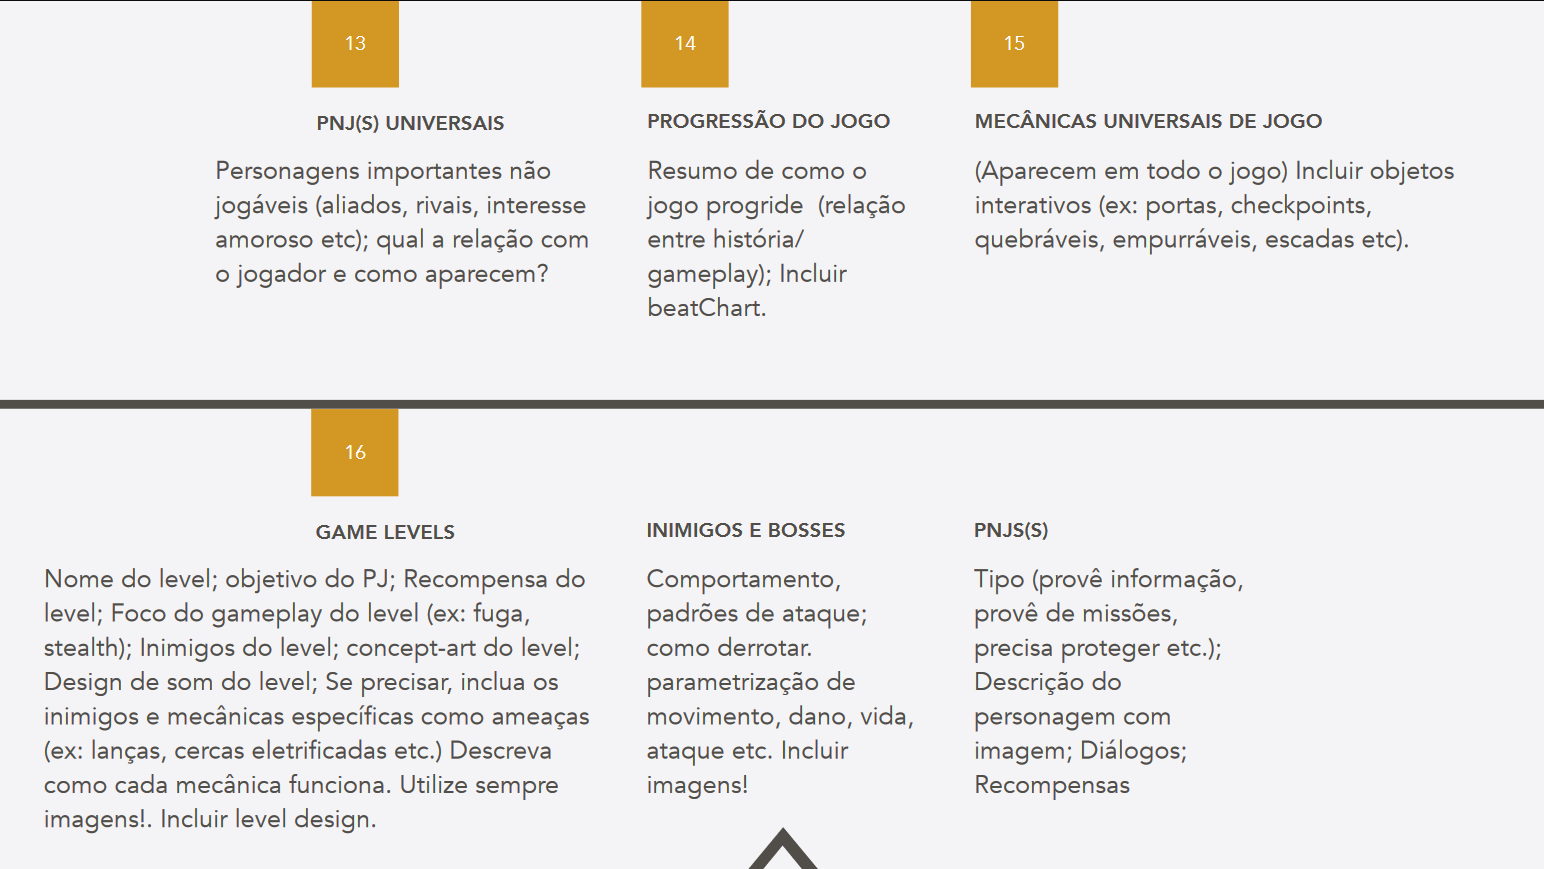 13
PNJ(S) UNIVERSAIS
Personagens importantes não
jogáveis (aliados, rivais, interesse
amoroso etc); qual a relação com
o jogador e como aparecem?
14
PROGRESSÃO DO JOGO
Resumo de como o
jogo progride  (relação
entre história/
gameplay); Incluir
beatChart.
15
MECÂNICAS UNIVERSAIS DE JOGO
(Aparecem em todo o jogo) Incluir objetos
interativos (ex: portas, checkpoints,
quebráveis, empurráveis, escadas etc).
16
GAME LEVELS
Nome do level; objetivo do PJ; Recompensa do
level; Foco do gameplay do level (ex: fuga,
stealth); Inimigos do level; concept-art do level;
Design de som do level; Se precisar, inclua os
inimigos e mecânicas específicas como ameaças
(ex: lanças, cercas eletrificadas etc.) Descreva
como cada mecânica funciona. Utilize sempre
imagens!. Incluir level design.
INIMIGOS E BOSSES
Comportamento,
padrões de ataque;
como derrotar.
parametrização de
movimento, dano, vida,
ataque etc. Incluir
imagens!
PNJS(S)
Tipo (provê informação,
provê de missões,
precisa proteger etc.);
Descrição do
personagem com
imagem; Diálogos;
Recompensas